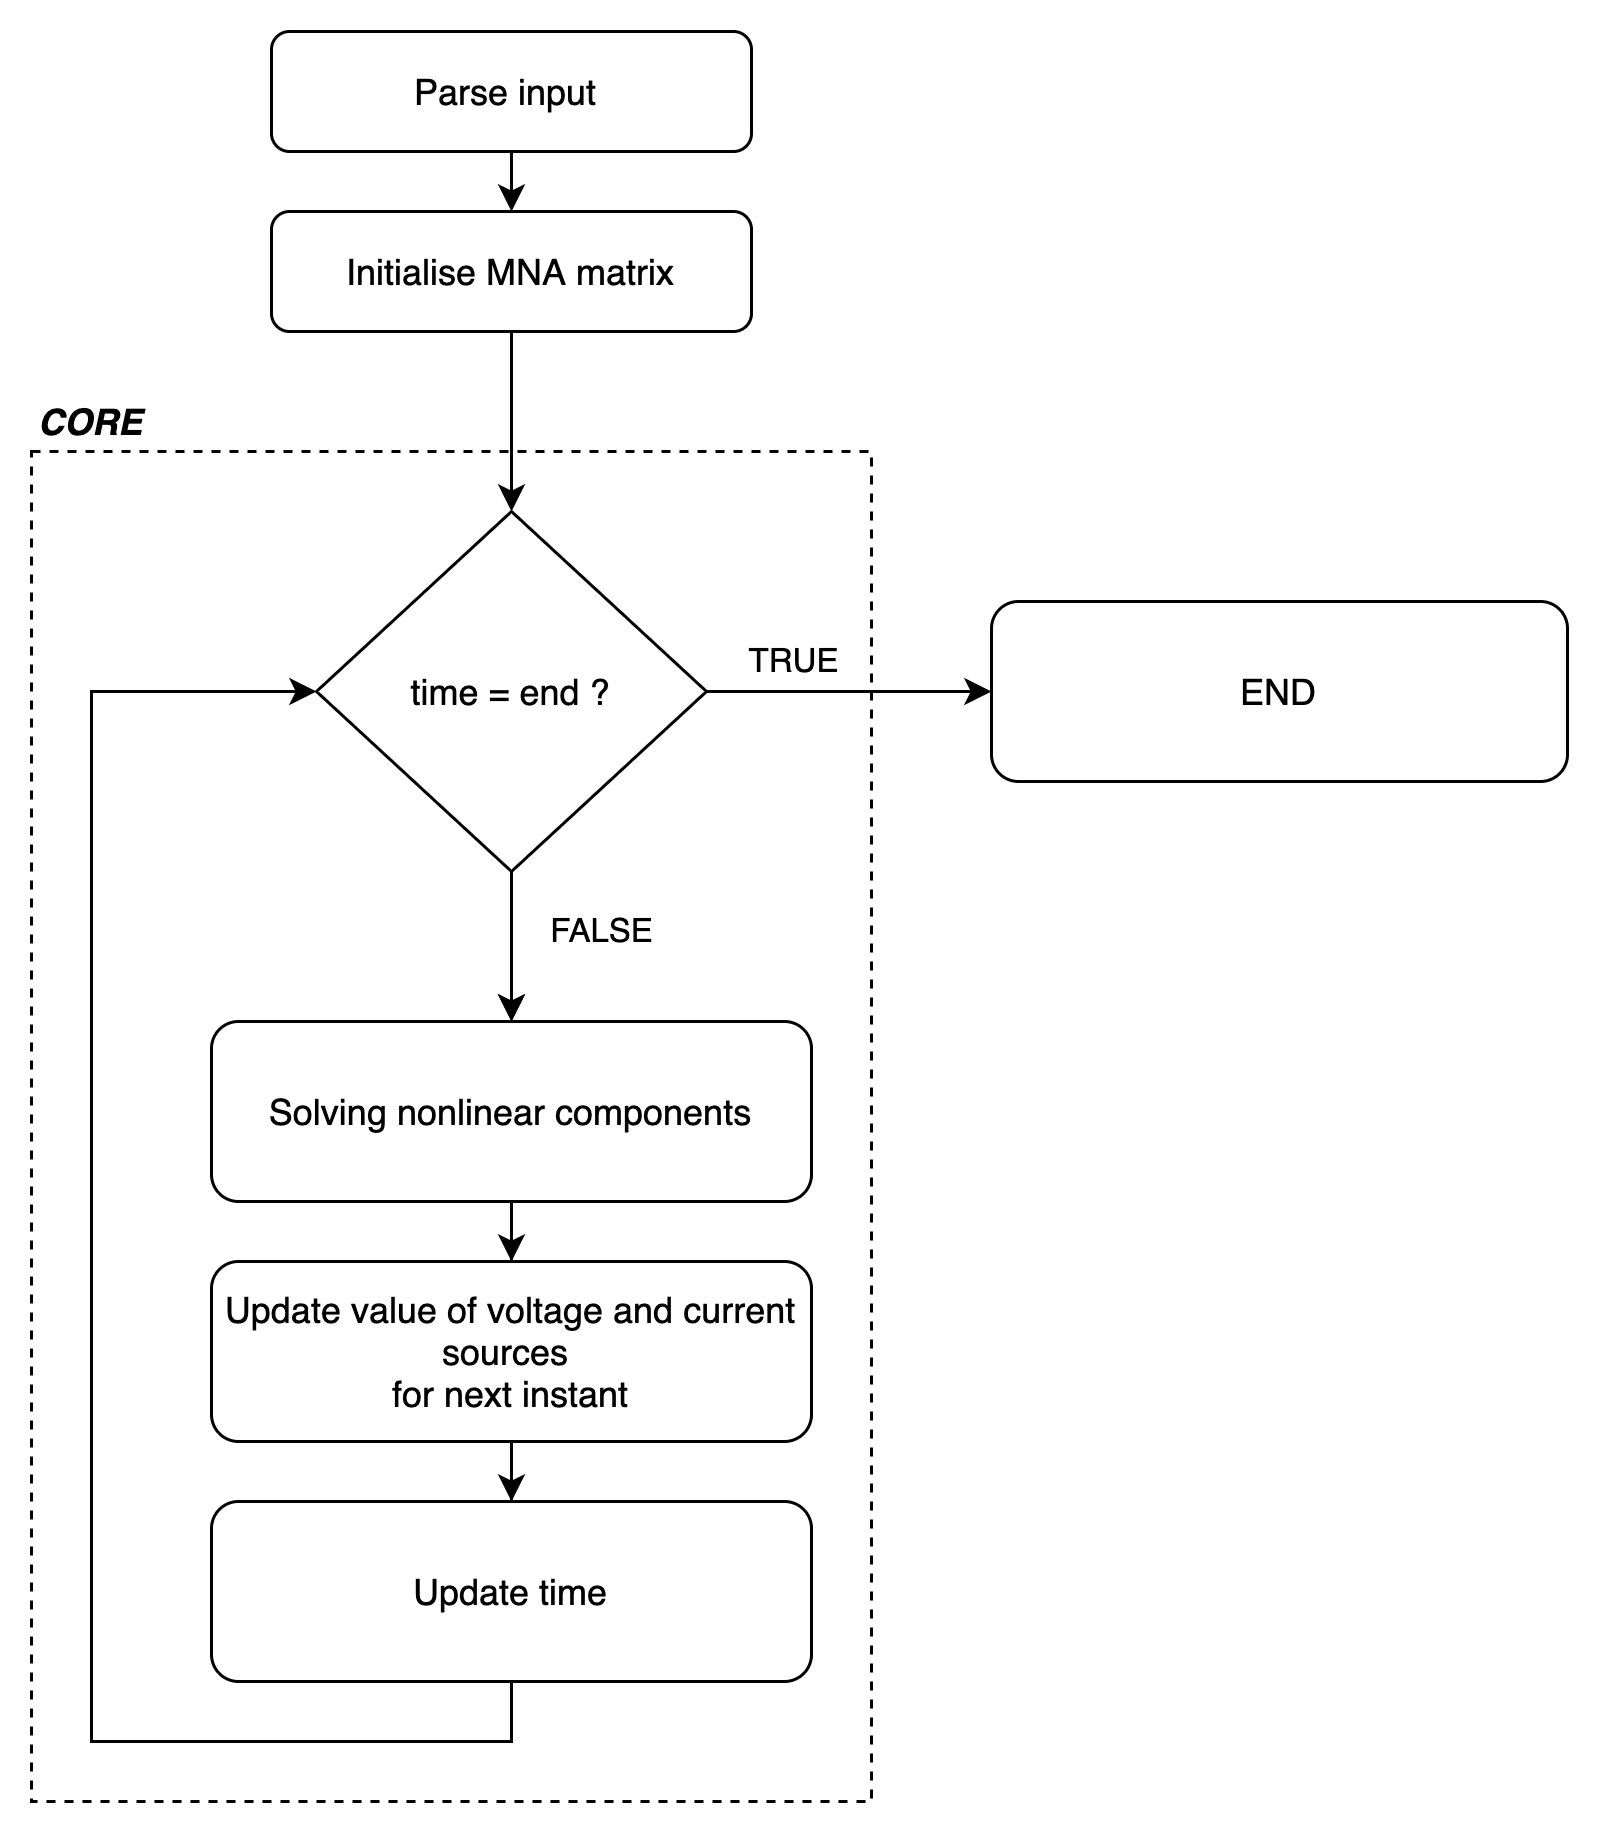 Parse input
Initialise MNA matrix
CORE
time = end ?
TRUE
END
FALSE
Solving nonlinear components
Update value of voltage and current
sources
for next instant
Update time